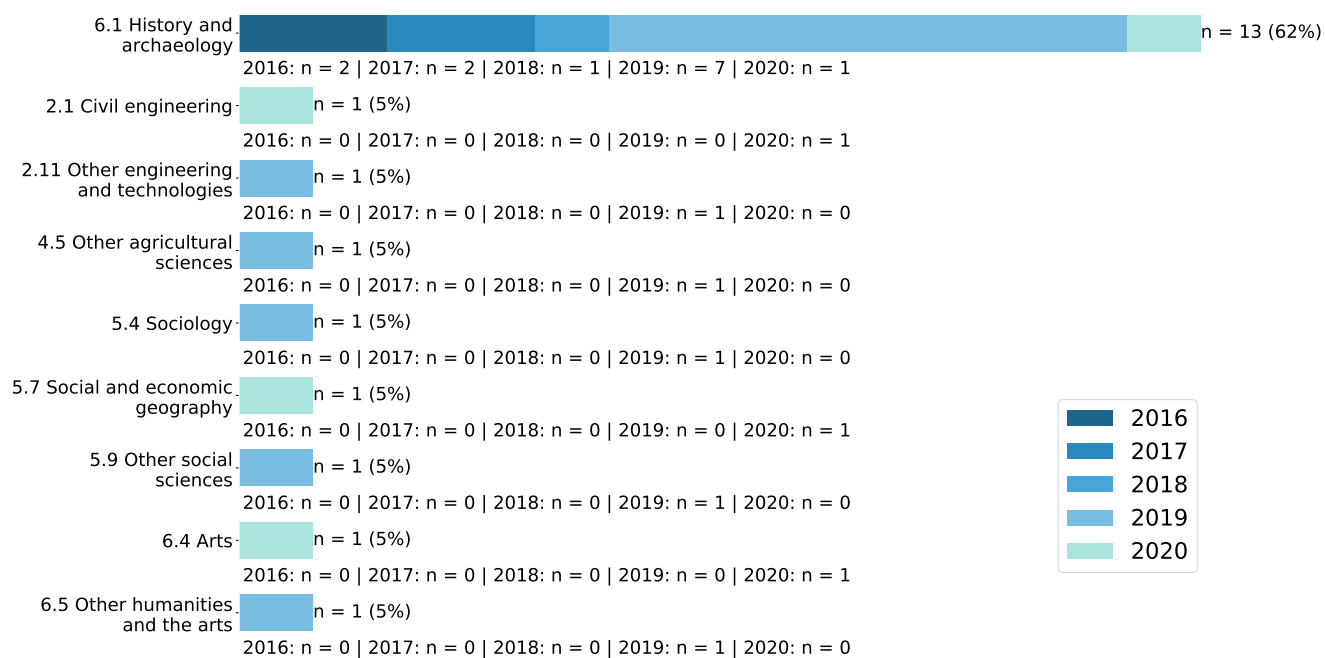 6.1 History and
archaeology
n = 13 (62%)
2016: n = 2 | 2017: n = 2 | 2018: n = 1 | 2019: n = 7 | 2020: n = 1
2.1 Civil engineering
n = 1 (5%)
2016: n = 0 | 2017: n = 0 | 2018: n = 0 | 2019: n = 0 | 2020: n = 1
2.11 Other engineering
and technologies
n = 1 (5%)
2016: n = 0 | 2017: n = 0 | 2018: n = 0 | 2019: n = 1 | 2020: n = 0
4.5 Other agricultural
sciences
n = 1 (5%)
2016: n = 0 | 2017: n = 0 | 2018: n = 0 | 2019: n = 1 | 2020: n = 0
5.4 Sociology
n = 1 (5%)
2016: n = 0 | 2017: n = 0 | 2018: n = 0 | 2019: n = 1 | 2020: n = 0
5.7 Social and economic
geography
n = 1 (5%)
2016: n = 0 | 2017: n = 0 | 2018: n = 0 | 2019: n = 0 | 2020: n = 1
5.9 Other social
sciences
n = 1 (5%)
2016: n = 0 | 2017: n = 0 | 2018: n = 0 | 2019: n = 1 | 2020: n = 0
6.4 Arts
n = 1 (5%)
2016: n = 0 | 2017: n = 0 | 2018: n = 0 | 2019: n = 0 | 2020: n = 1
6.5 Other humanities
and the arts
n = 1 (5%)
2016: n = 0 | 2017: n = 0 | 2018: n = 0 | 2019: n = 1 | 2020: n = 0
2016
2017
2018
2019
2020